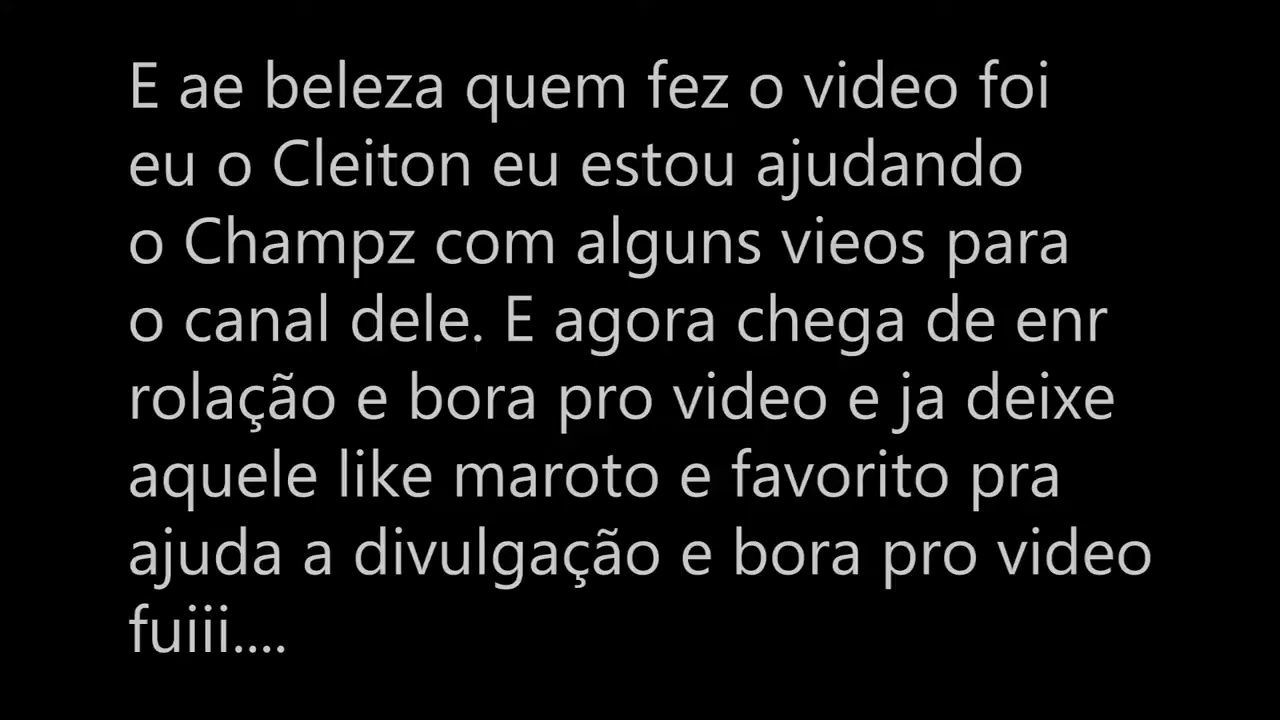 E ae beleza quem fez o video foi
eu o Cleiton eu estou ajudando
o Champz com alguns vieos para
o canal dele. E agora chega de enr
rolação e bora pro video e ja deixe
aquele like maroto e favorito pra
ajuda a divulgação e bora pro video
fuiii....